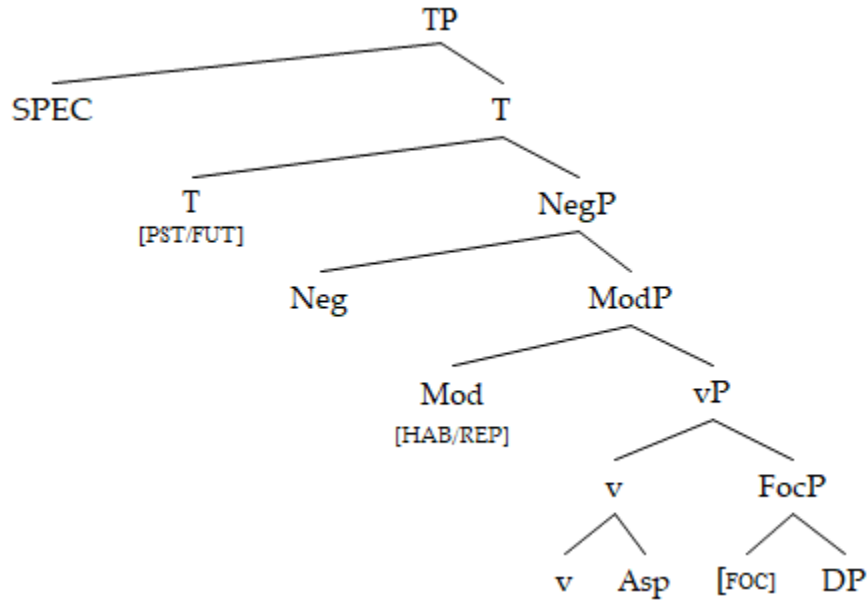 TP
SPEC T
T NegP
[PST/FUT]
Neg ModP
Mod vP
[HAB/REP]
v FocP
v Asp [FOC] DP